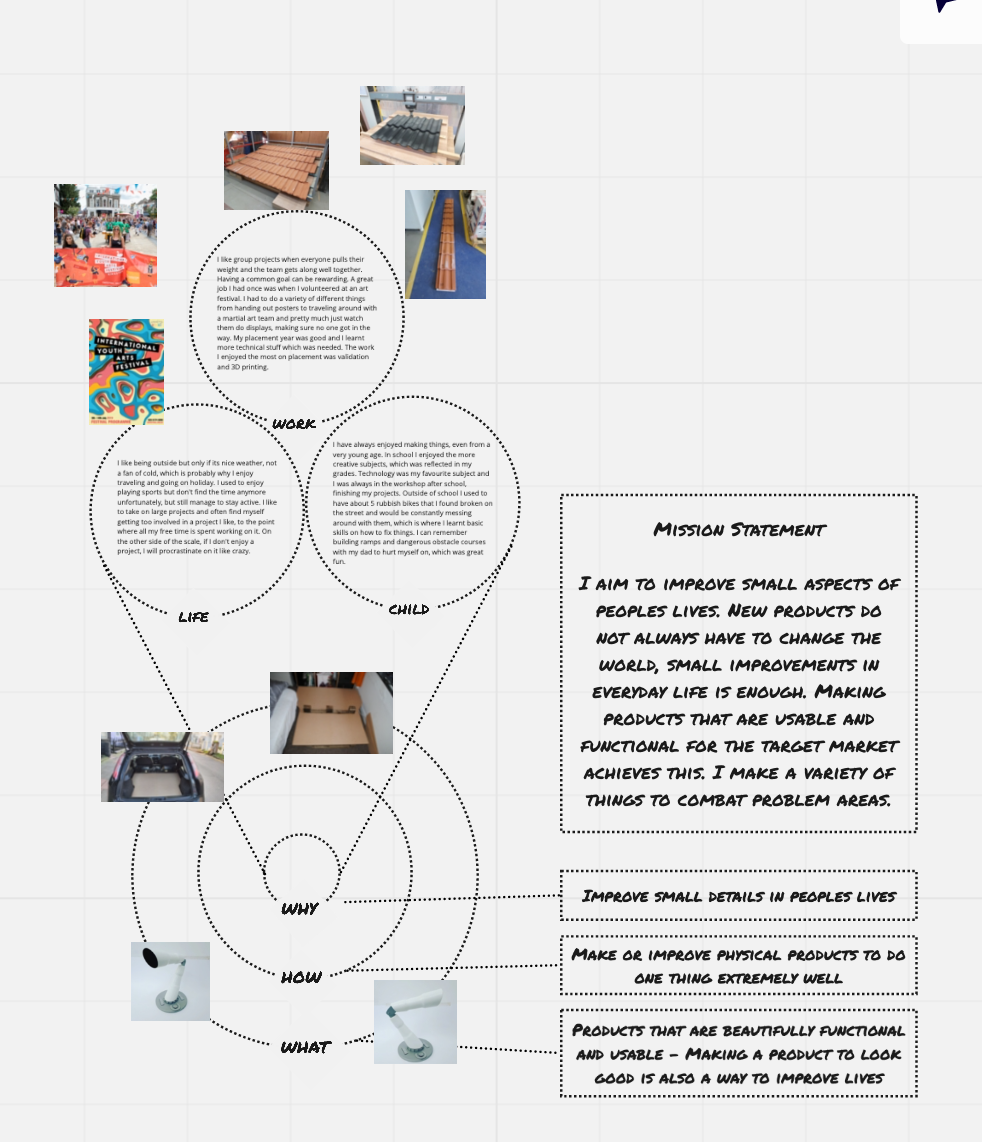 INTERNATIONAL
YOUTH
ARTS
FESTIVAL
I like group projects when everyone pulls their
weight and the team gets along well together.
Having a common goal can be rewarding. A great
job I had once was when I volunteered at an art
festival. I had to do a variety of different things
from handing out posters to traveling around with
a martial art team and pretty much just watch
them do displays, making sure no one got in the
way. My placement year was good and I learnt
more technical stuff which was needed. The work
I enjoyed the most on placement was validation
and 3D printing.
WORK
I like being outside but only if its nice weather, not
a fan of cold, which is probably why I enjoy
traveling and going on holiday. I used to enjoy
playing sports but don't find the time anymore
unfortunately, but still manage to stay active. I like
to take on large projects and often find myself
getting too involved in a project I like, to the point
where all my free time is spent working on it. On
the other side of the scale, if I don't enjoy a
project, I will procrastinate on it like crazy.
LIFE
I have always enjoyed making things, even from a
very young age. In school I enjoyed the more
creative subjects, which was reflected in my
grades. Technology was my favourite subject and
I was always in the workshop after school,
finishing my projects. Outside of school I used to
have about 5 rubbish bikes that I found broken on
the street and would be constantly messing
around with them, which is where I learnt basic
skills on how to fix things. I can remember
building ramps and dangerous obstacle courses
with my dad to hurt myself on, which was great
fun.
CHILD
Mission Statement
I aim to improve small aspects of
peoples lives. New products do
not always have to change the
world, small improvements in
everyday life is enough. Making
products that are usable and
functional for the target market
achieves this. I make a variety of
things to combat problem areas.
WHY
Improve small details in peoples lives
HOW
Make or improve physical products to do
one thing extremely well
WHAT
Products that are beautifully functional
and usable - Making a product to look
good is also a way to improve lives